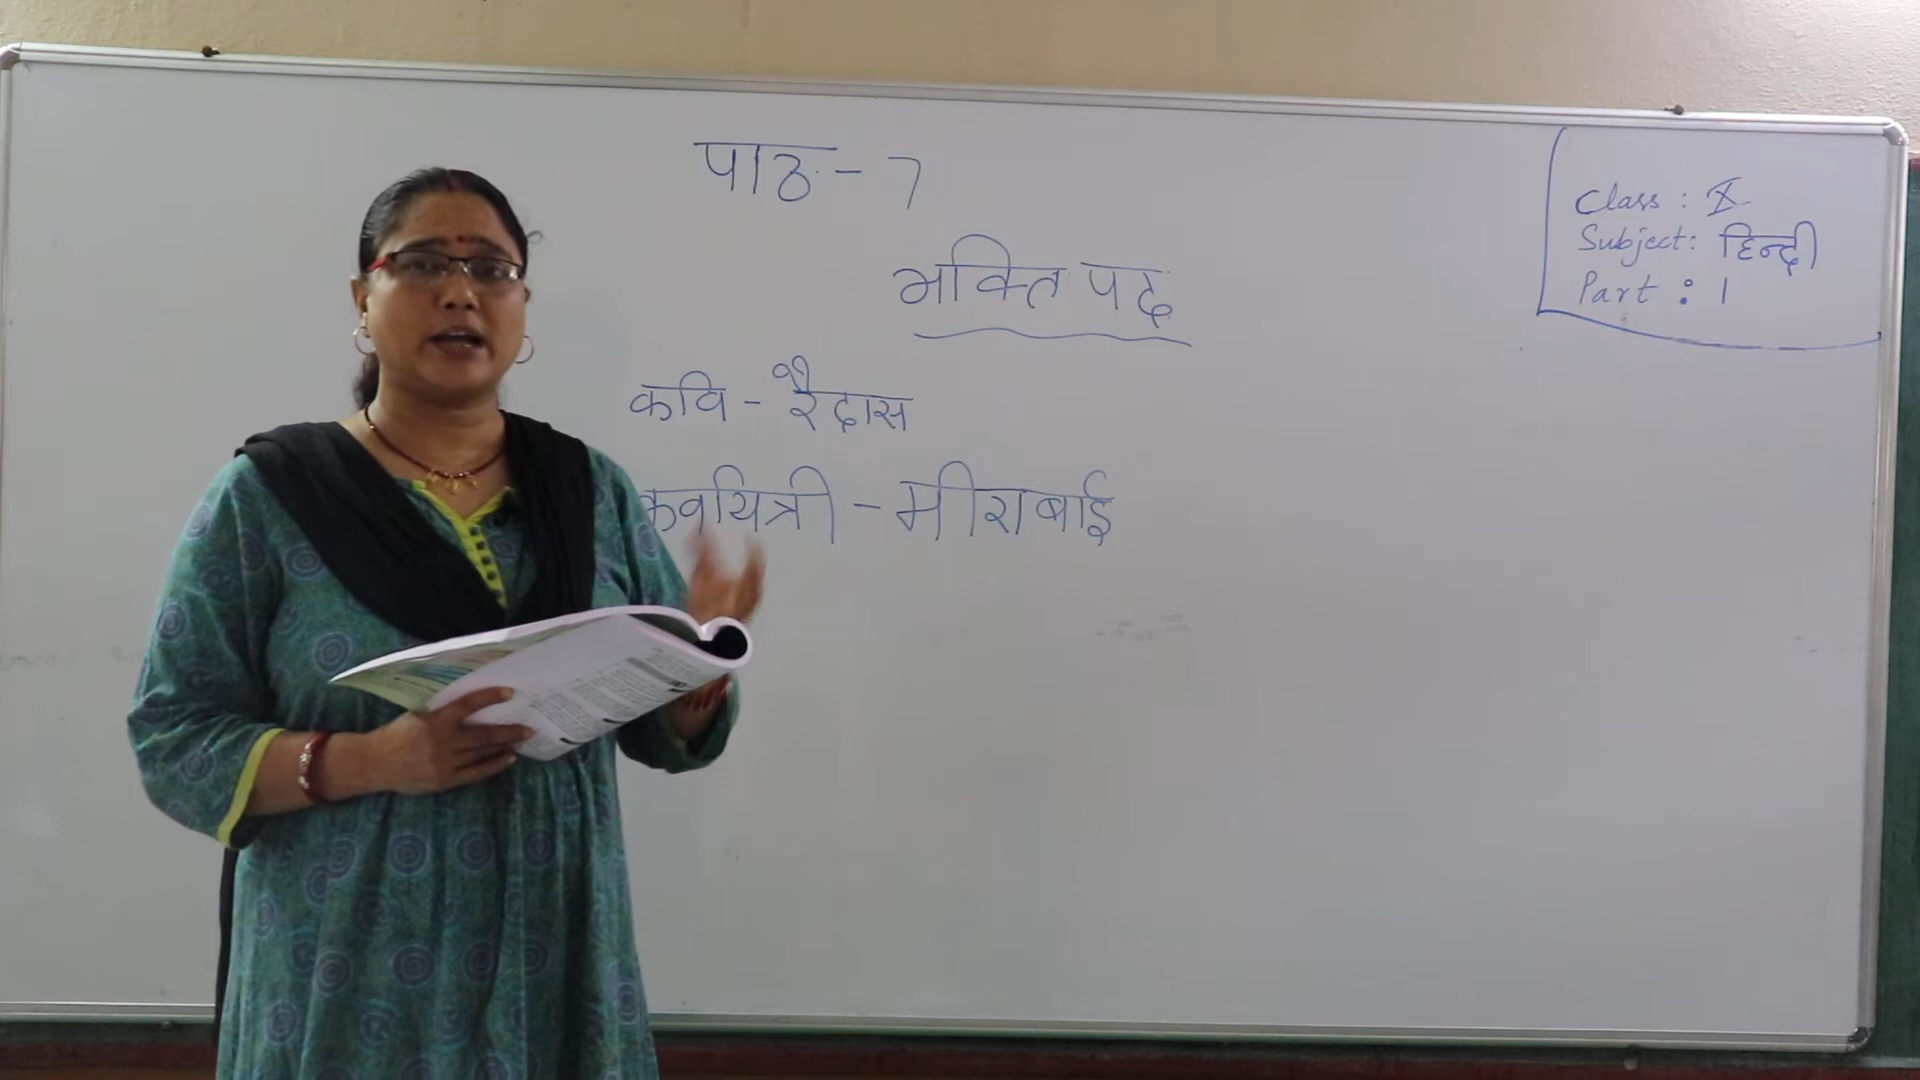 पाठ - 7
भक्ति पद
कवि - रैदास
कवयित्री - मीराबाई
Class : X
Subject : हिन्दी
Part : 1